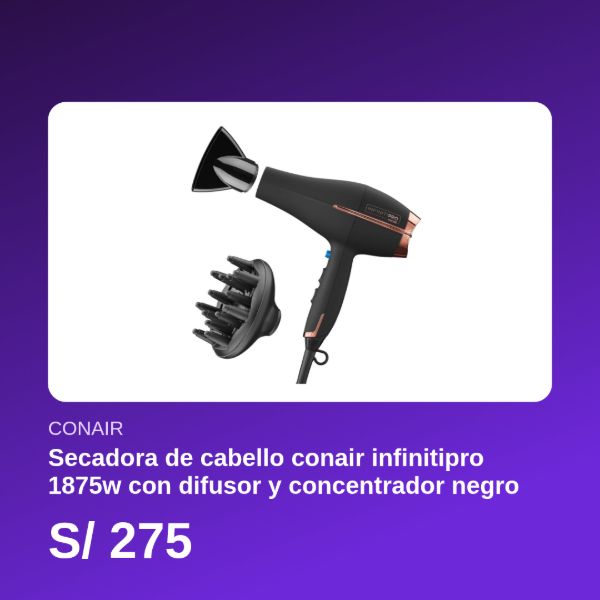 CONAIR
Secadora de cabello conair infinitipro
1875w con difusor y concentrador negro
S/ 275